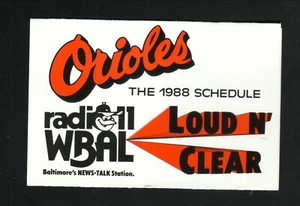 Orioles
THE 1988 SCHEDULE
radio 11
WBAL
LOUD N'
CLEAR
Baltimore's NEWS-TALK Station.